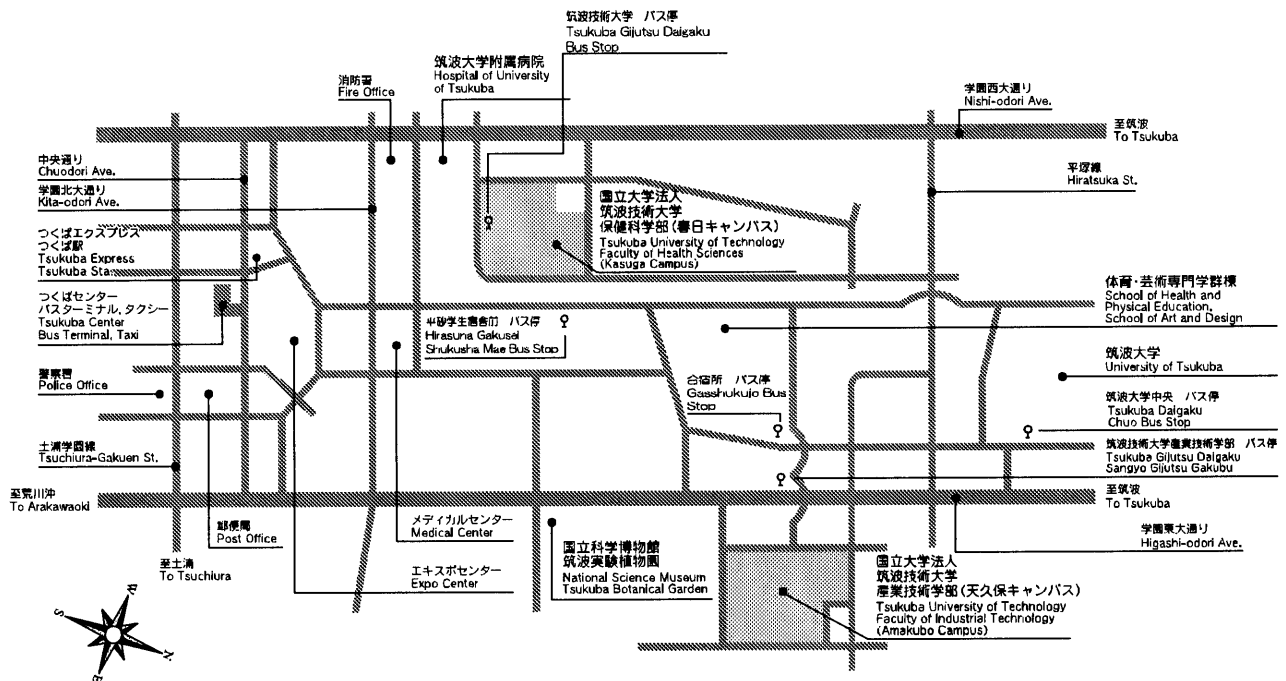 筑波技術大学　バス停
Tsukuba Gijutsu Daigaku
Bus Stop
筑波大学附属病院
Hospital of University
of Tsukuba
消防署
Fire Office
学園西大通り
Nishi-odori Ave.
至筑波
To Tsukuba
中央通り
Chuodori Ave.
学園北大通り
Kita-odori Ave.
平塚線
Hiratsuka St.
国立大学法人
筑波技術大学
保健科学部(春日キャンパス)
Tsukuba University of Technology
Faculty of Health Sciences
(Kasuga Campus)
つくばエクスプレス
つくば駅
Tsukuba Express
Tsukuba Sta.
体育・芸術専門学群棟
School of Health and
Physical Education,
School of Art and Design
つくばセンター
バスターミナル,タクシー
Tsukuba Center
Bus Terminal, Taxi
平砂学生宿舎前　バス停
Hirasuna Gakusei
Shukusha Mae Bus Stop
筑波大学
University of Tsukuba
警察署
Police Office
合宿所　バス停
Gasshukujo Bus
Stop
筑波大学中央　バス停
Tsukuba Daigaku
Chuo Bus Stop
土浦学園線
Tsuchiura-Gakuen St.
筑波技術大学産業技術学部　バス停
Tsukuba Gijutsu Daigaku
Sangyo Gijutsu Gakubu
至荒川沖
To Arakawaoki
至筑波
To Tsukuba
郵便局
Post Office
メディカルセンター
Medical Center
学園東大通り
Higashi-odori Ave.
至土浦
To Tsuchiura
エキスポセンター
Expo Center
国立科学博物館
筑波実験植物園
National Science Museum
Tsukuba Botanical Garden
国立大学法人
筑波技術大学
産業技術学部(天久保キャンパス)
Tsukuba University of Technology
Faculty of Industrial Technology
(Amakubo Campus)
W
S
N
E